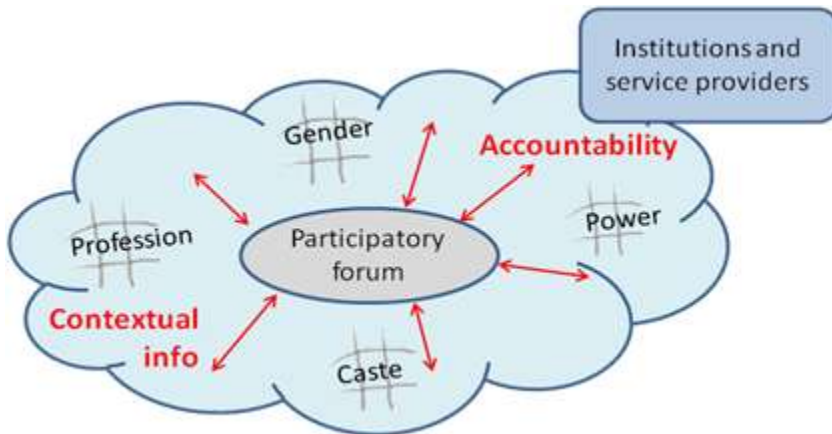 Institutions and
service providers
Gender
Accountability
Profession
Participatory
forum
Power
Contextual
info
Caste